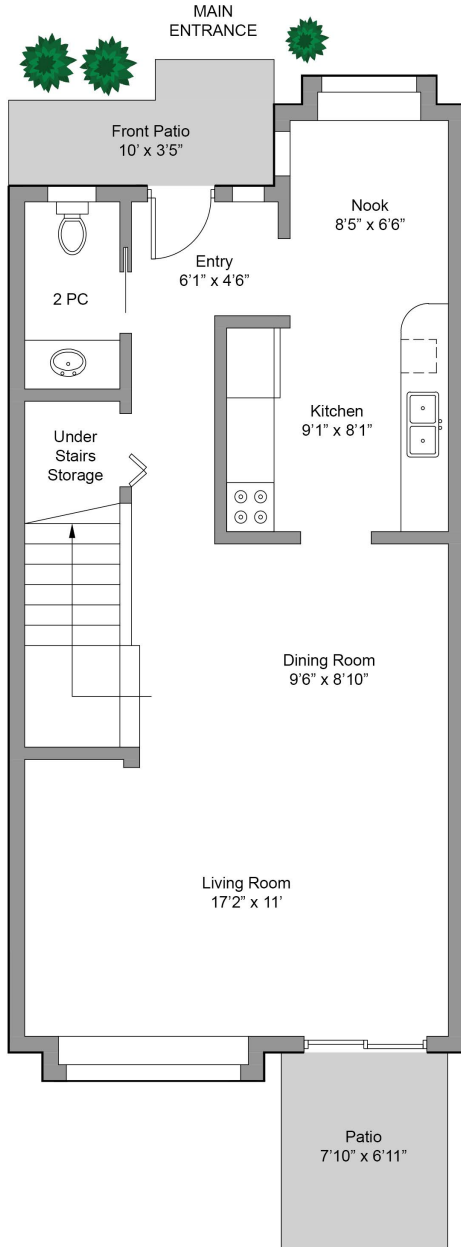 MAIN
ENTRANCE
Front Patio
10’ x 3’5”
Nook
8’5” x 6’6”
Entry
6’1” x 4’6”
2 PC
Kitchen
9’1” x 8’1”
Under
Stairs
Storage
Dining Room
9’6” x 8’10”
Living Room
17’2” x 11’
Patio
7’10” x 6’11”